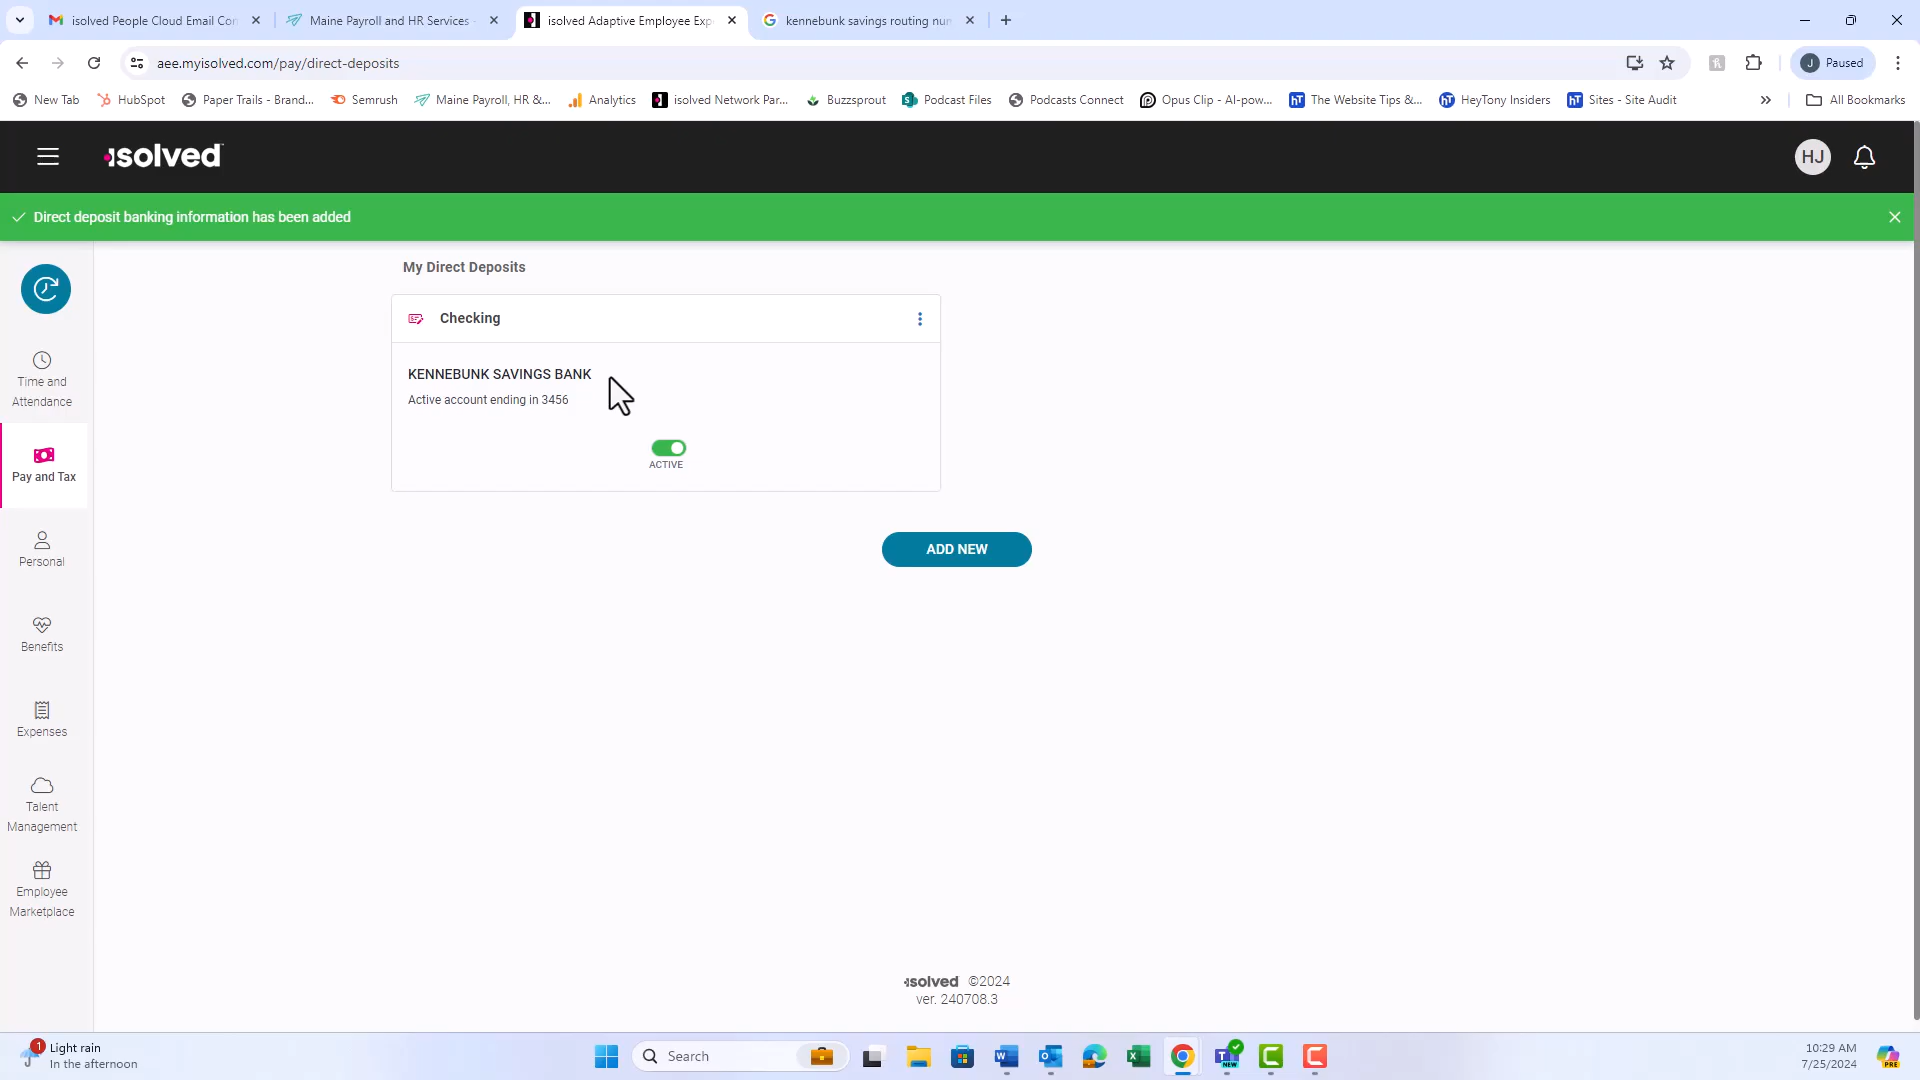 isolved People Cloud Email Con
Maine Payroll and HR Services -
isolved Adaptive Employee Exp
kennebunk savings routing num
aee.myisolved.com/pay/direct-deposits
J Paused
New Tab
HubSpot
Paper Trails - Brand...
Semrush
Maine Payroll, HR &...
Analytics
isolved Network Par...
Buzzsprout
Podcast Files
Podcasts Connect
Opus Clip - AI-pow...
The Website Tips &...
HeyTony Insiders
Sites - Site Audit
All Bookmarks
isolved
HJ
Direct deposit banking information has been added
My Direct Deposits
Checking
KENNEBUNK SAVINGS BANK
Active account ending in 3456
ACTIVE
ADD NEW
Time and
Attendance
Pay and Tax
Personal
Benefits
Expenses
Talent
Management
Employee
Marketplace
isolved ©2024
ver. 240708.3
1
Light rain
In the afternoon
Search
NEW
10:29 AM
7/25/2024
PRE